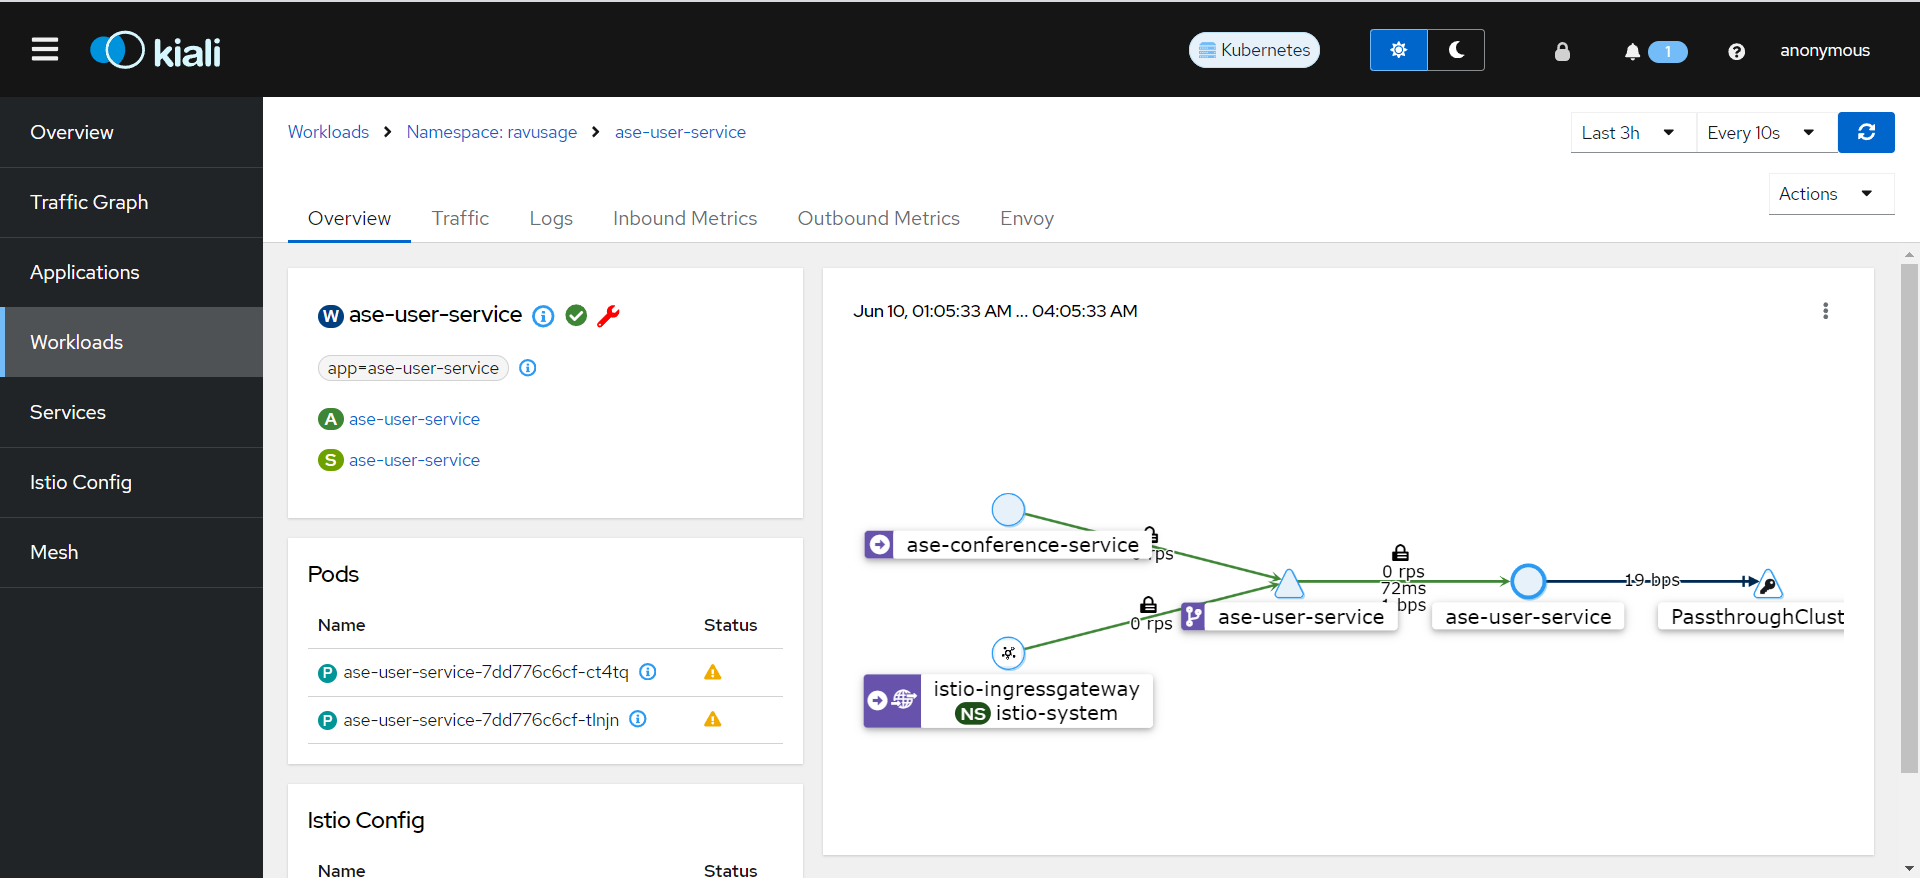 kiali
Kubernetes
1
anonymous
Overview
Traffic Graph
Applications
Workloads
Services
Istio Config
Mesh
Workloads > Namespace: ravusage > ase-user-service
Last 3h
Every 10s
Actions
Overview Traffic Logs Inbound Metrics Outbound Metrics Envoy
W ase-user-service
app=ase-user-service
A ase-user-service
S ase-user-service
Pods
Name Status
P ase-user-service-7dd776c6cf-ct4tq
P ase-user-service-7dd776c6cf-tlnjn
Istio Config
Name Status
Jun 10, 01:05:33 AM ... 04:05:33 AM
ase-conference-service
rps
0 rps
istio-ingressgateway
NS istio-system
ase-user-service
0 rps
72ms
1 bps
ase-user-service
19 bps
PassthroughClust